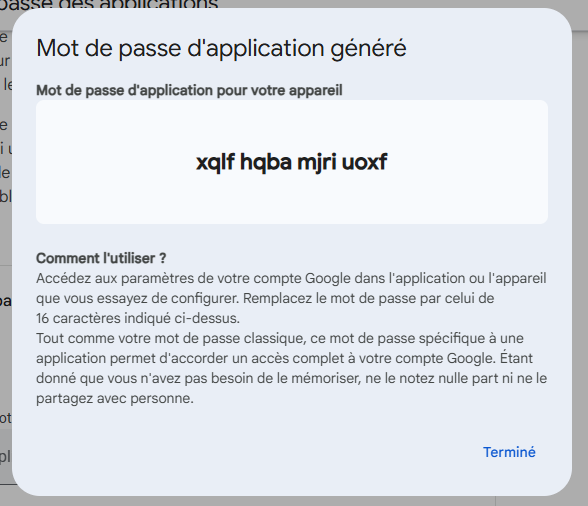 passe des applications
Mot de passe d'application généré
Mot de passe d'application pour votre appareil
xqlf hqba mjri uoxf
Comment l'utiliser ?
Accédez aux paramètres de votre compte Google dans l'application ou l'appareil
que vous essayez de configurer. Remplacez le mot de passe par celui de
16 caractères indiqué ci-dessus.
Tout comme votre mot de passe classique, ce mot de passe spécifique à une
application permet d'accorder un accès complet à votre compte Google. Étant
donné que vous n'avez pas besoin de le mémoriser, ne le notez nulle part ni ne le
partagez avec personne.
Terminé